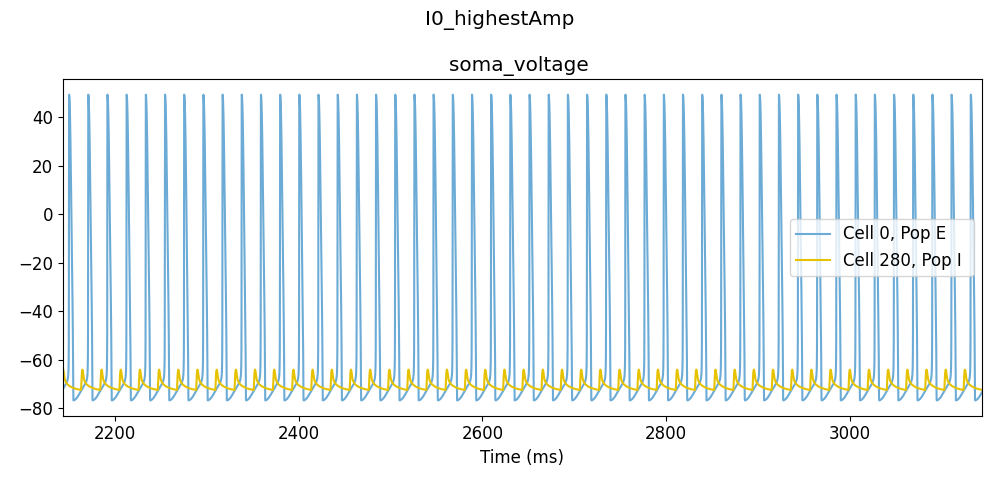 I0_highestAmp
soma_voltage
40
20
0
−20
−40
−60
−80
Cell 0, Pop E
Cell 280, Pop I
2200
2400
2600
2800
3000
Time (ms)